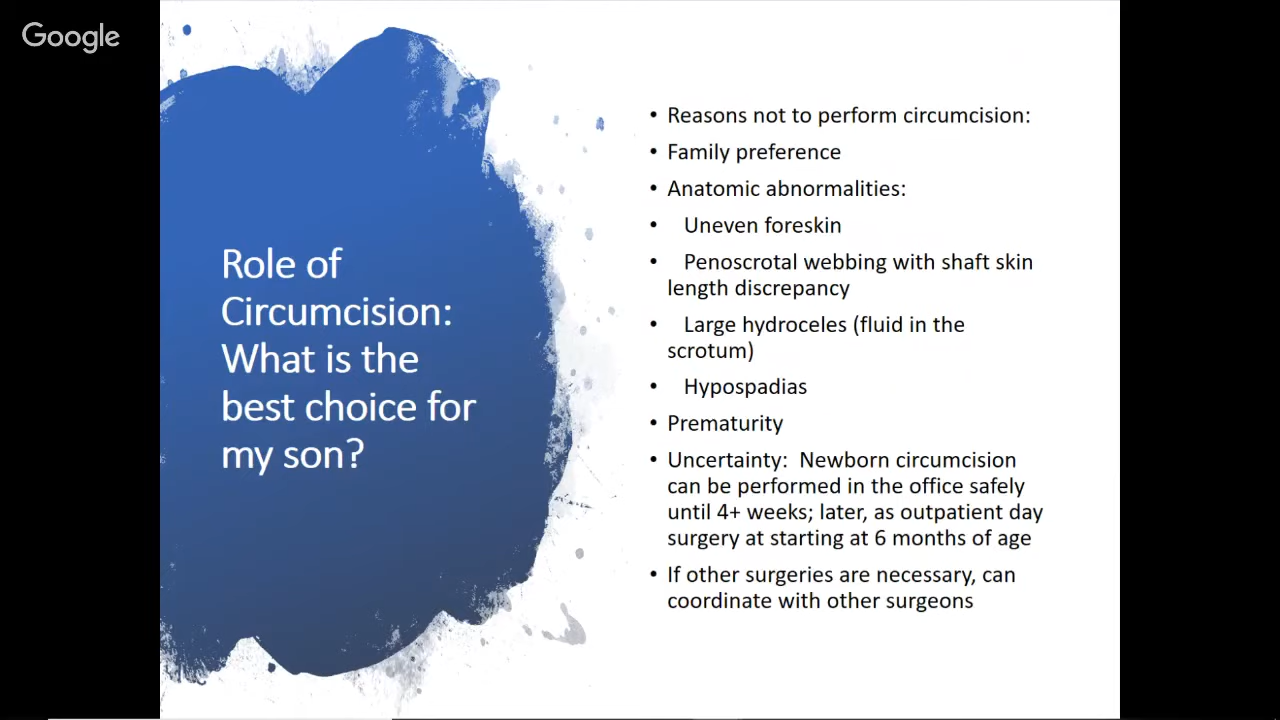 Google
Role of
Circumcision:
What is the
best choice for
my son?
• Reasons not to perform circumcision:
• Family preference
• Anatomic abnormalities:
• Uneven foreskin
• Penoscrotal webbing with shaft skin
length discrepancy
• Large hydroceles (fluid in the
scrotum)
• Hypospadias
• Prematurity
• Uncertainty:  Newborn circumcision
can be performed in the office safely
until 4+ weeks; later, as outpatient day
surgery at starting at 6 months of age
• If other surgeries are necessary, can
coordinate with other surgeons